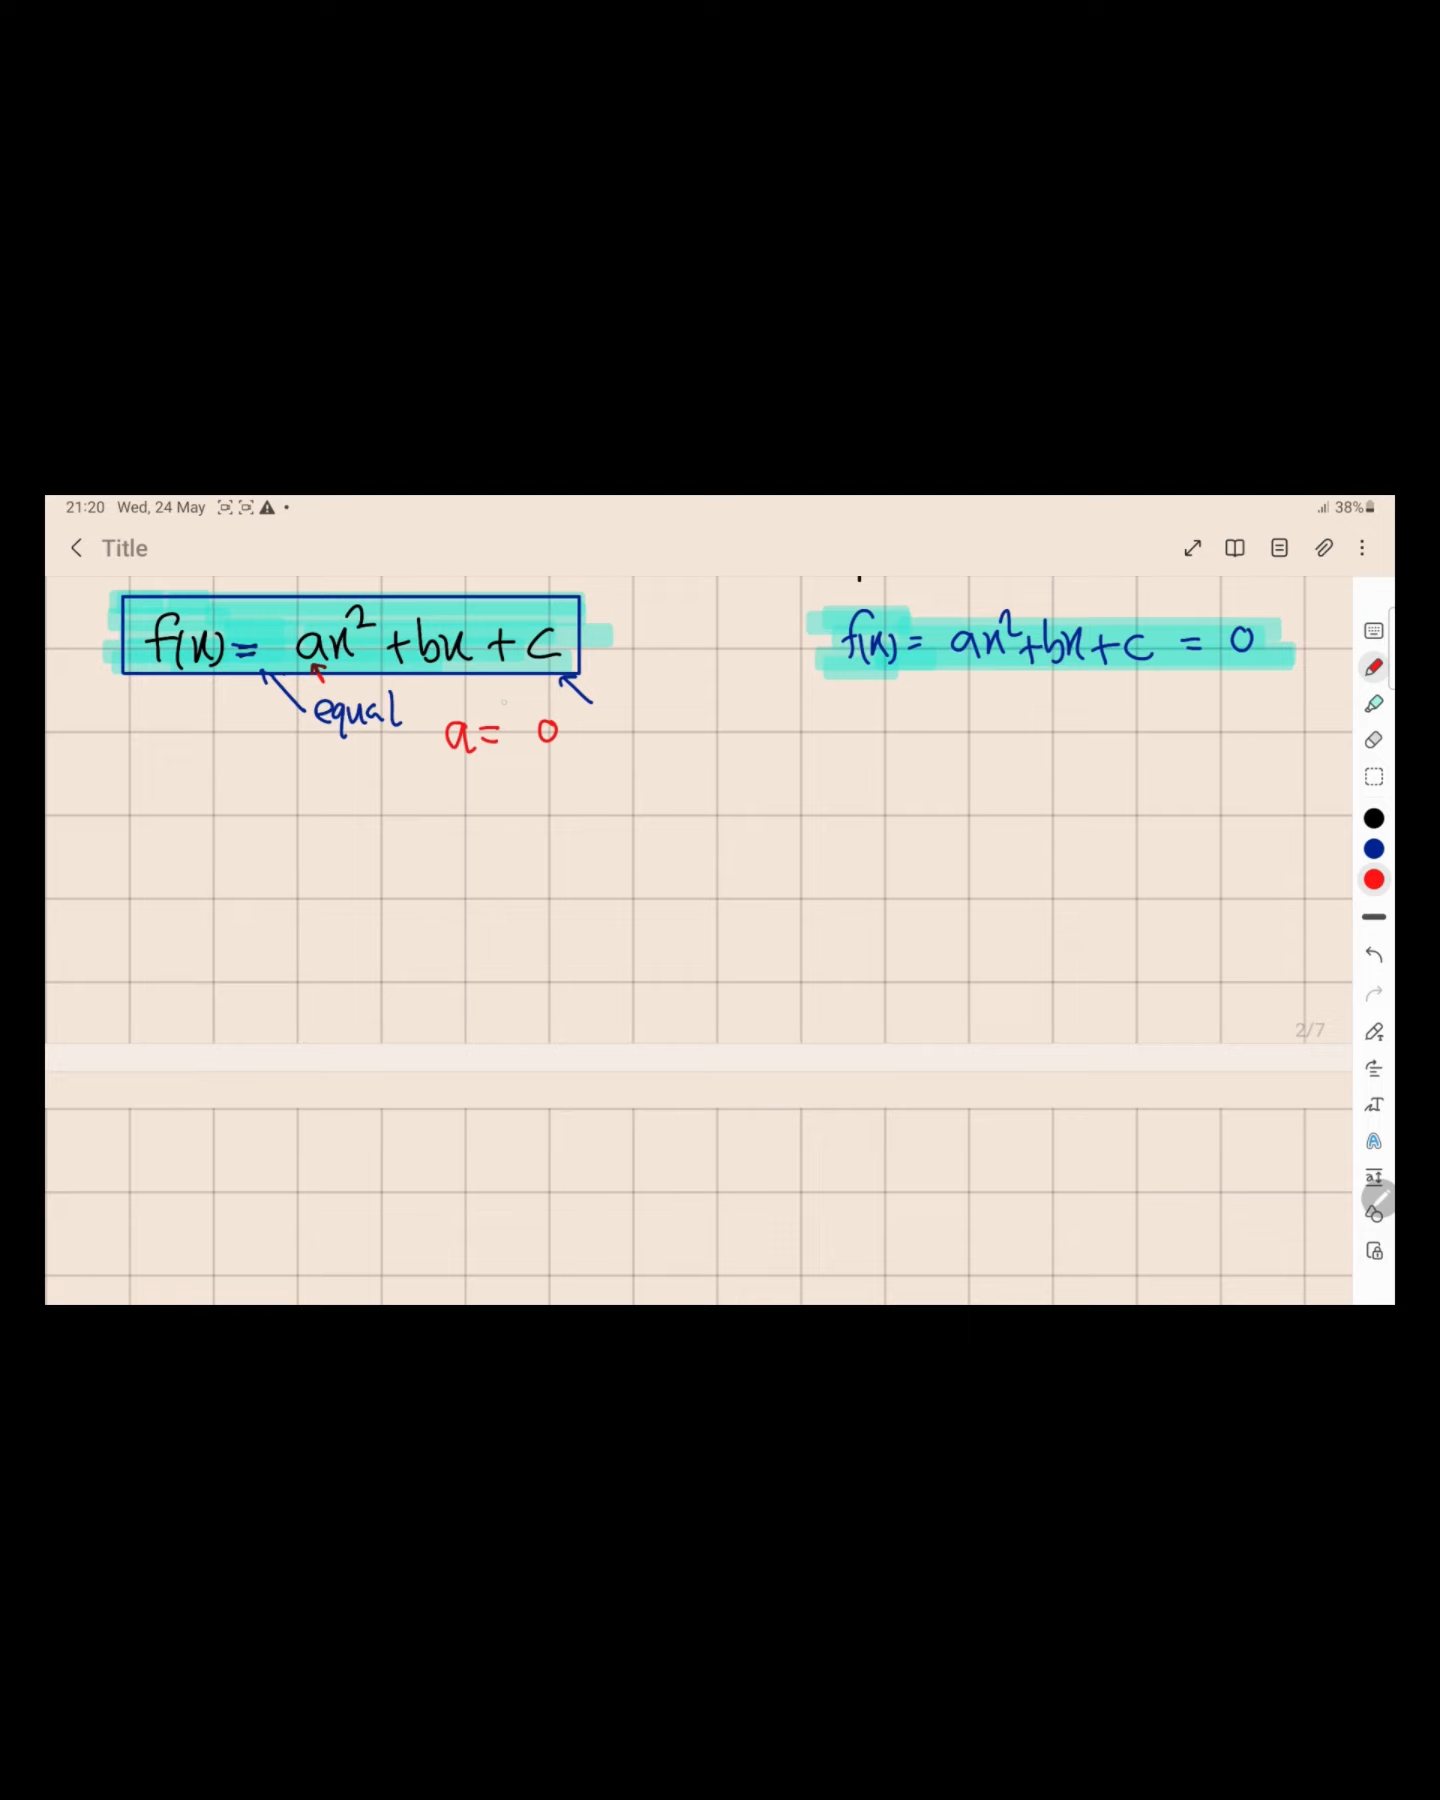 21:20 Wed, 24 May 38%
Title
f(x) = ax² + bx + c
f(x) = ax² + bx + c = 0
equal
a = 0
2/7